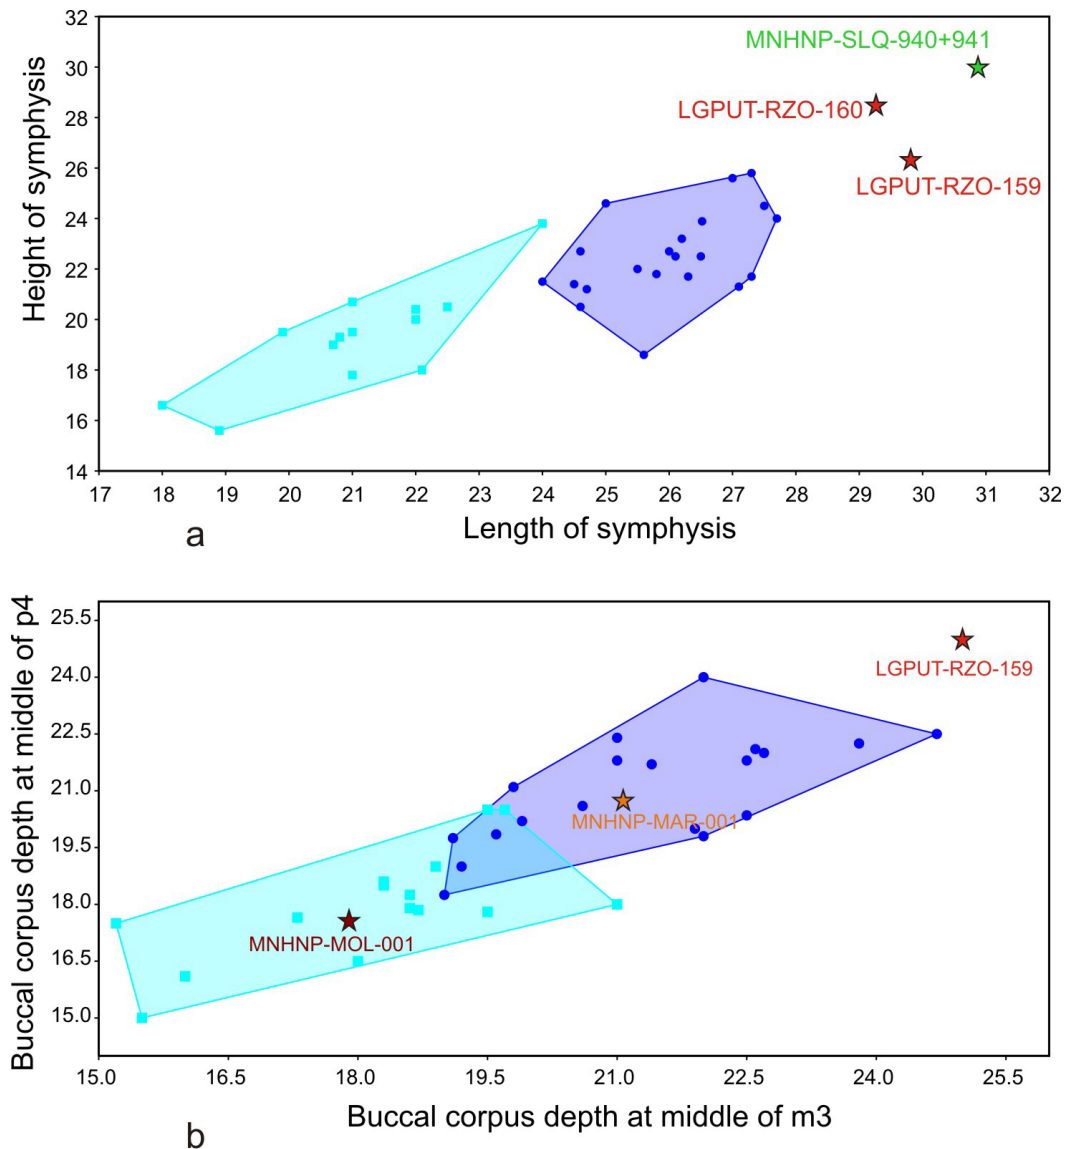 32
30
28
26
24
22
20
18
16
14
Height of symphysis
MNHNP-SLQ-940+941
LGPUT-RZO-160
LGPUT-RZO-159
17 18 19 20 21 22 23 24 25 26 27 28 29 30 31 32
Length of symphysis
a
25.5
24.0
22.5
21.0
19.5
18.0
16.5
15.0
Buccal corpus depth at middle of p4
LGPUT-RZO-159
MNHNP-MAR-001
MNHNP-MOL-001
15.0 16.5 18.0 19.5 21.0 22.5 24.0 25.5
Buccal corpus depth at middle of m3
b